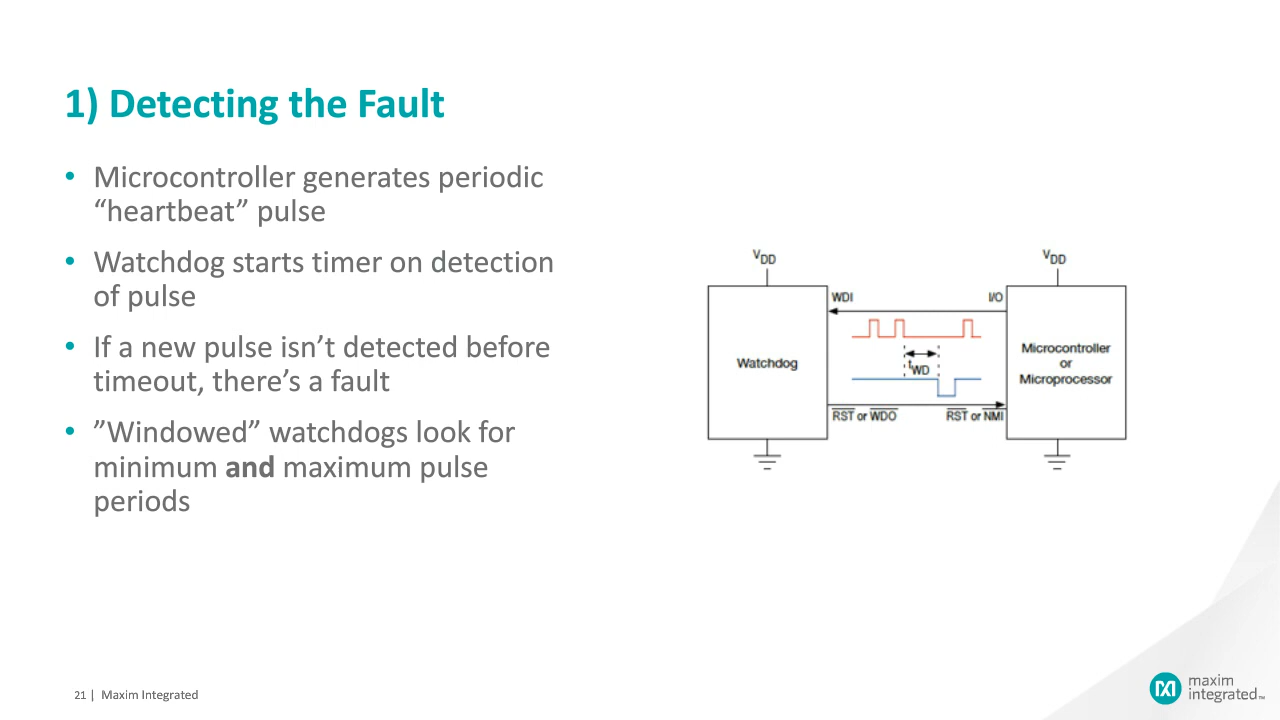 1) Detecting the Fault
• Microcontroller generates periodic
“heartbeat” pulse
• Watchdog starts timer on detection
of pulse
• If a new pulse isn’t detected before
timeout, there’s a fault
• ”Windowed” watchdogs look for
minimum and maximum pulse
periods
VDD
VDD
WDI
I/O
Watchdog
tWD
Microcontroller
or
Microprocessor
RST or WDO
RST or NMI
21 | Maxim Integrated
maxim
integrated™